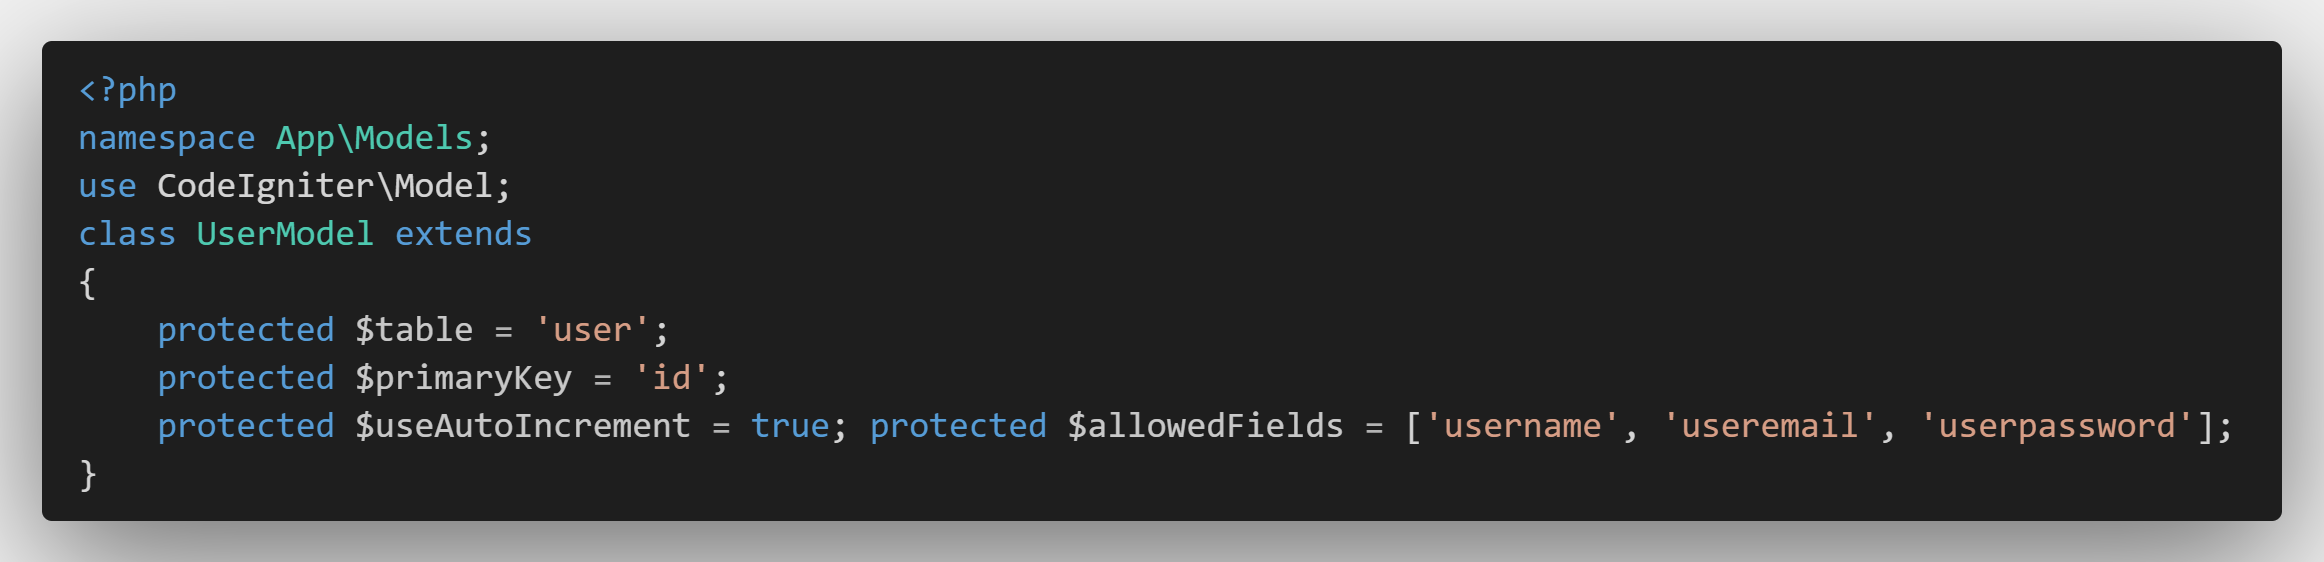 <?php
namespace App\Models;
use CodeIgniter\Model;
class UserModel extends
{
    protected $table = 'user';
    protected $primaryKey = 'id';
    protected $useAutoIncrement = true; protected $allowedFields = ['username', 'useremail', 'userpassword'];
}